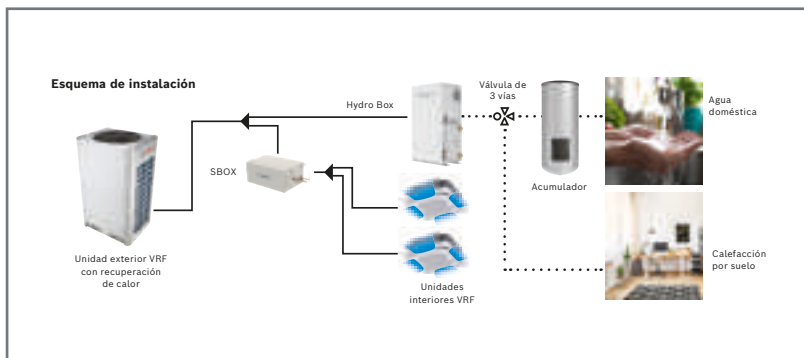 Esquema de instalación
Hydro Box
Válvula de
3 vías
Agua
doméstica
SBOX
Acumulador
Unidad exterior VRF
con recuperación
de calor
Unidades
interiores VRF
Calefacción
por suelo